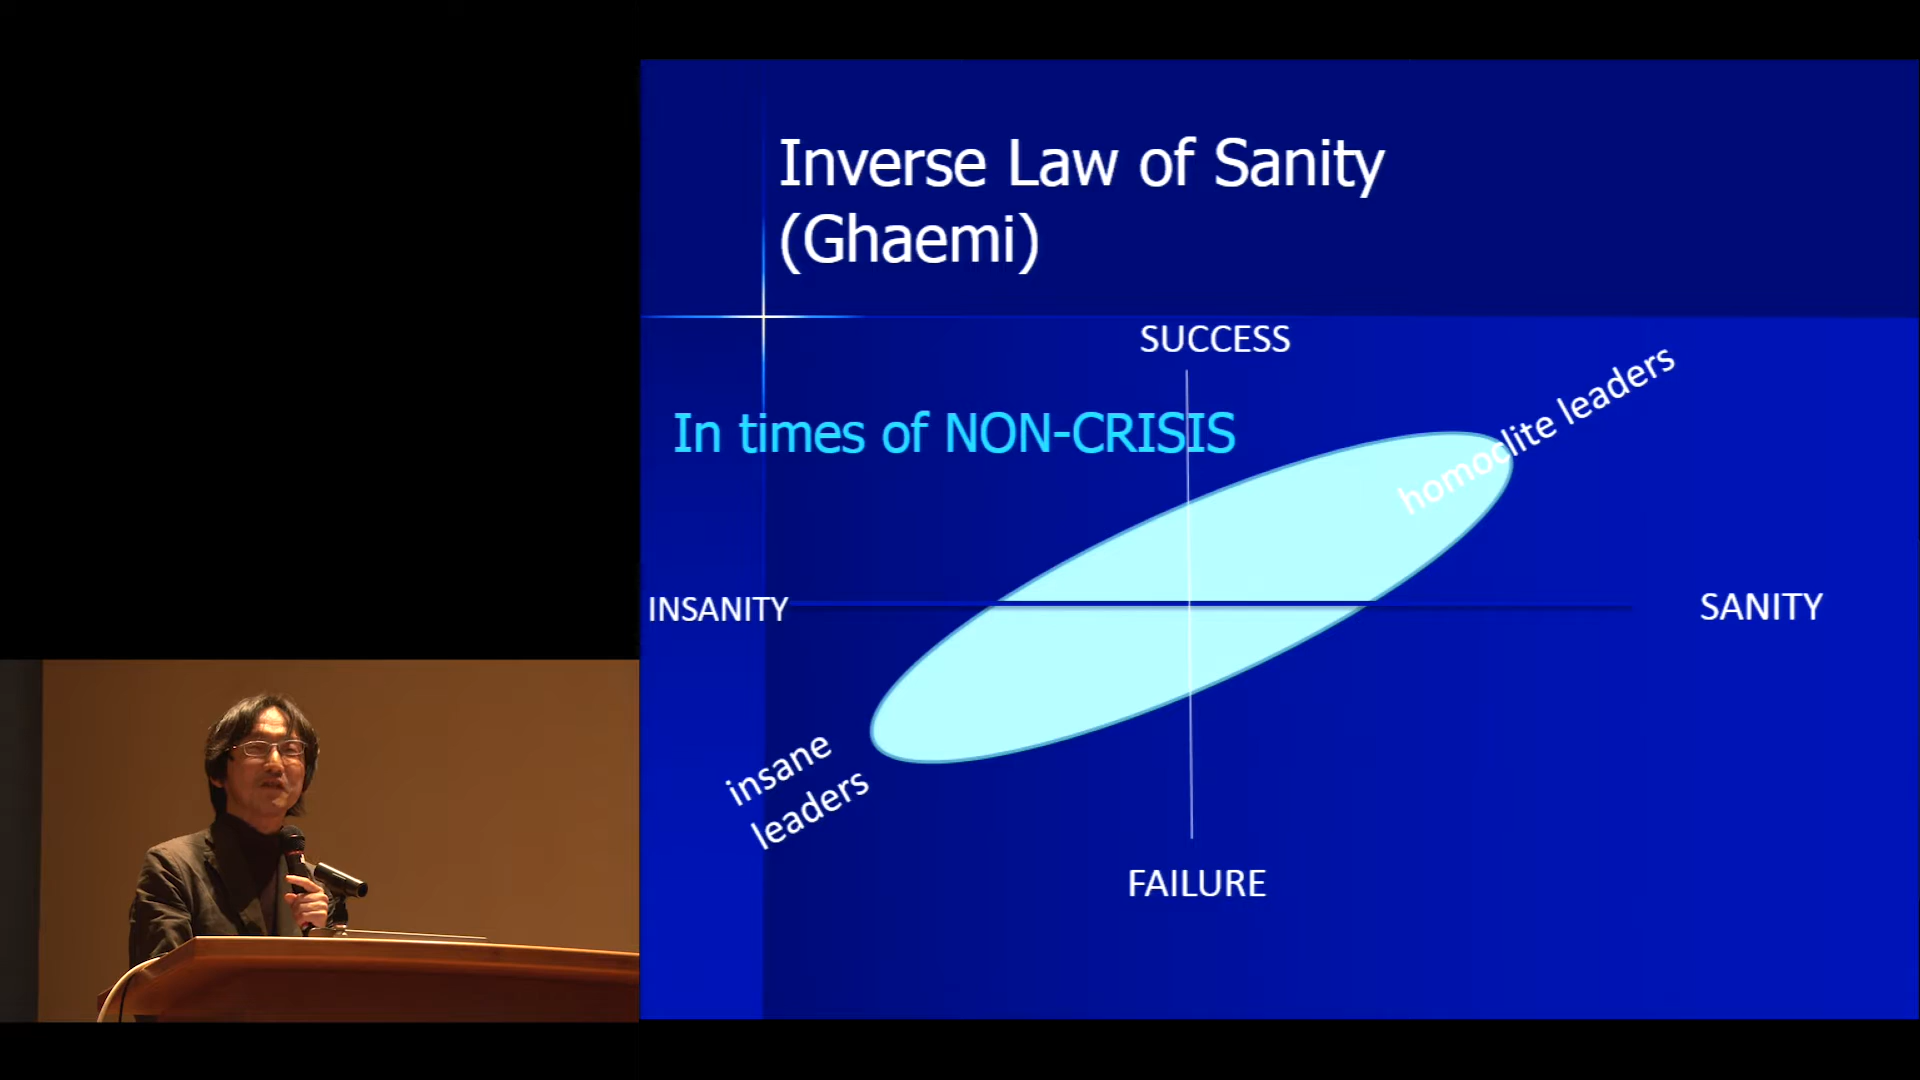 Inverse Law of Sanity
(Ghaemi)
SUCCESS
In times of NON-CRISIS
homoclite leaders
INSANITY
SANITY
insane
leaders
FAILURE